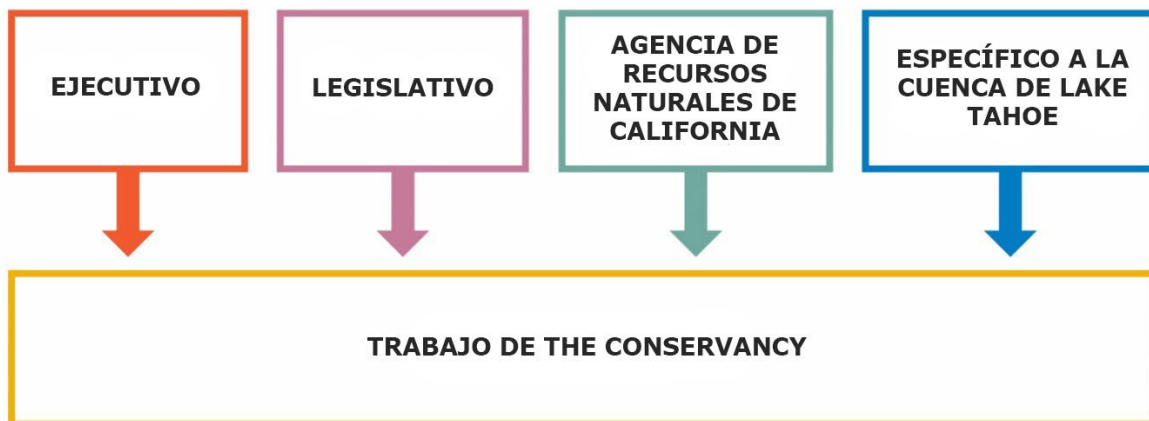 EJECUTIVO
LEGISLATIVO
AGENCIA DE
RECURSOS
NATURALES DE
CALIFORNIA
ESPECÍFICO A LA
CUENCA DE LAKE
TAHOE
TRABAJO DE THE CONSERVANCY